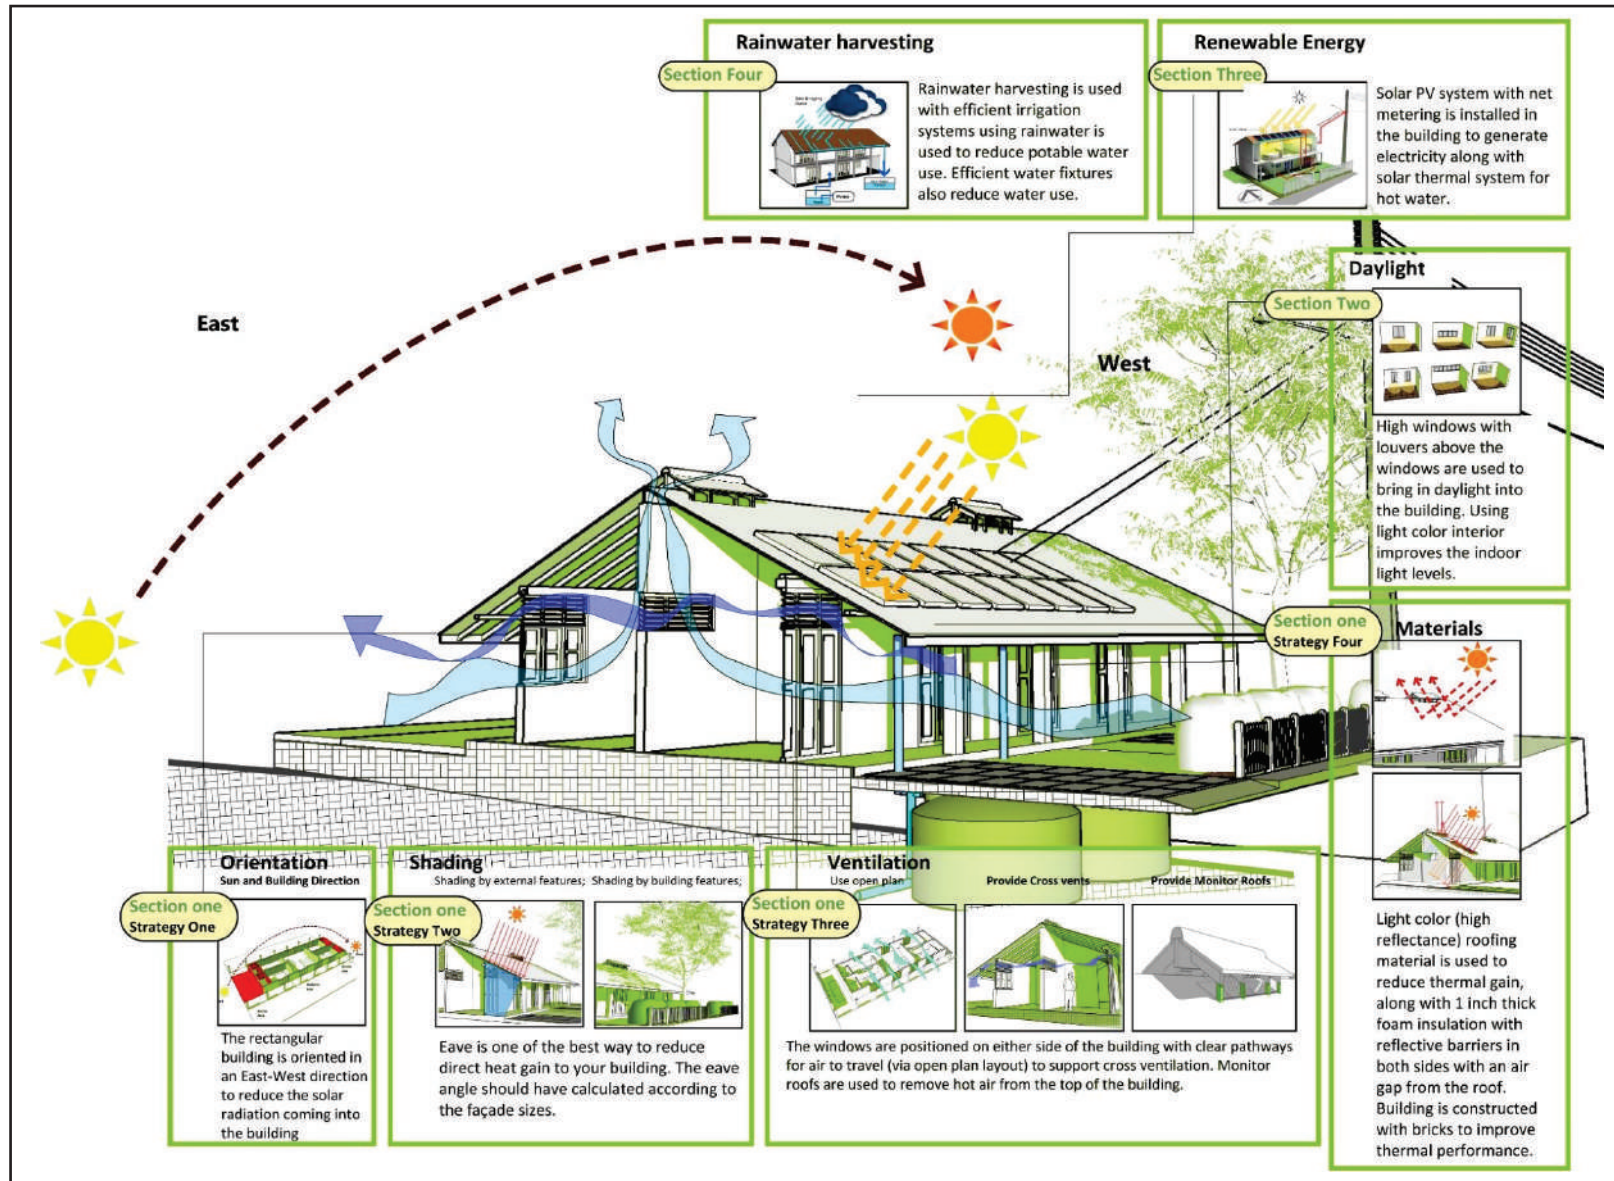 Rainwater harvesting
Section Four
Rainwater harvesting is used
with efficient irrigation
systems using rainwater is
used to reduce potable water
use. Efficient water fixtures
also reduce water use.
Renewable Energy
Section Three
Solar PV system with net
metering is installed in
the building to generate
electricity along with
solar thermal system for
hot water.
East
West
Daylight
Section Two
High windows with
louvers above the
windows are used to
bring in daylight into
the building. Using
light color interior
improves the indoor
light levels.
Section one
Strategy Four
Materials
Light color (high
reflectance) roofing
material is used to
reduce thermal gain,
along with 1 inch thick
foam insulation with
reflective barriers in
both sides with an air
gap from the roof.
Building is constructed
with bricks to improve
thermal performance.
Orientation
Sun and Building Direction
Section one
Strategy One
The rectangular
building is oriented in
an East-West direction
to reduce the solar
radiation coming into
the building
Shading
Shading by external features; Shading by building features;
Section one
Strategy Two
Eave is one of the best way to reduce
direct heat gain to your building. The eave
angle should have calculated according to
the façade sizes.
Ventilation
Use open plan
Provide Cross vents
Provide Monitor Roofs
Section one
Strategy Three
The windows are positioned on either side of the building with clear pathways
for air to travel (via open plan layout) to support cross ventilation. Monitor
roofs are used to remove hot air from the top of the building.